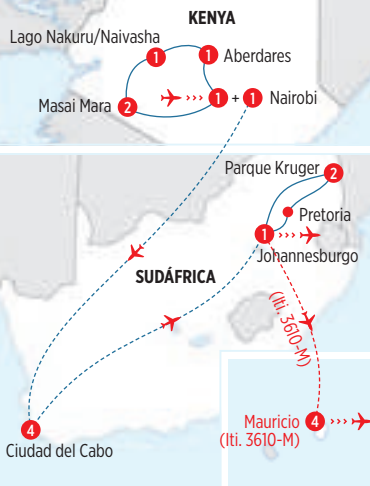 KENYA
Lago Nakuru/Naivasha
1
1 Aberdares
Masai Mara 2
1 + 1 Nairobi
Parque Kruger 2
Pretoria
1
Johannesburgo
SUDÁFRICA
(Iti. 3610-M)
Mauricio 4
(Iti. 3610-M)
4
Ciudad del Cabo